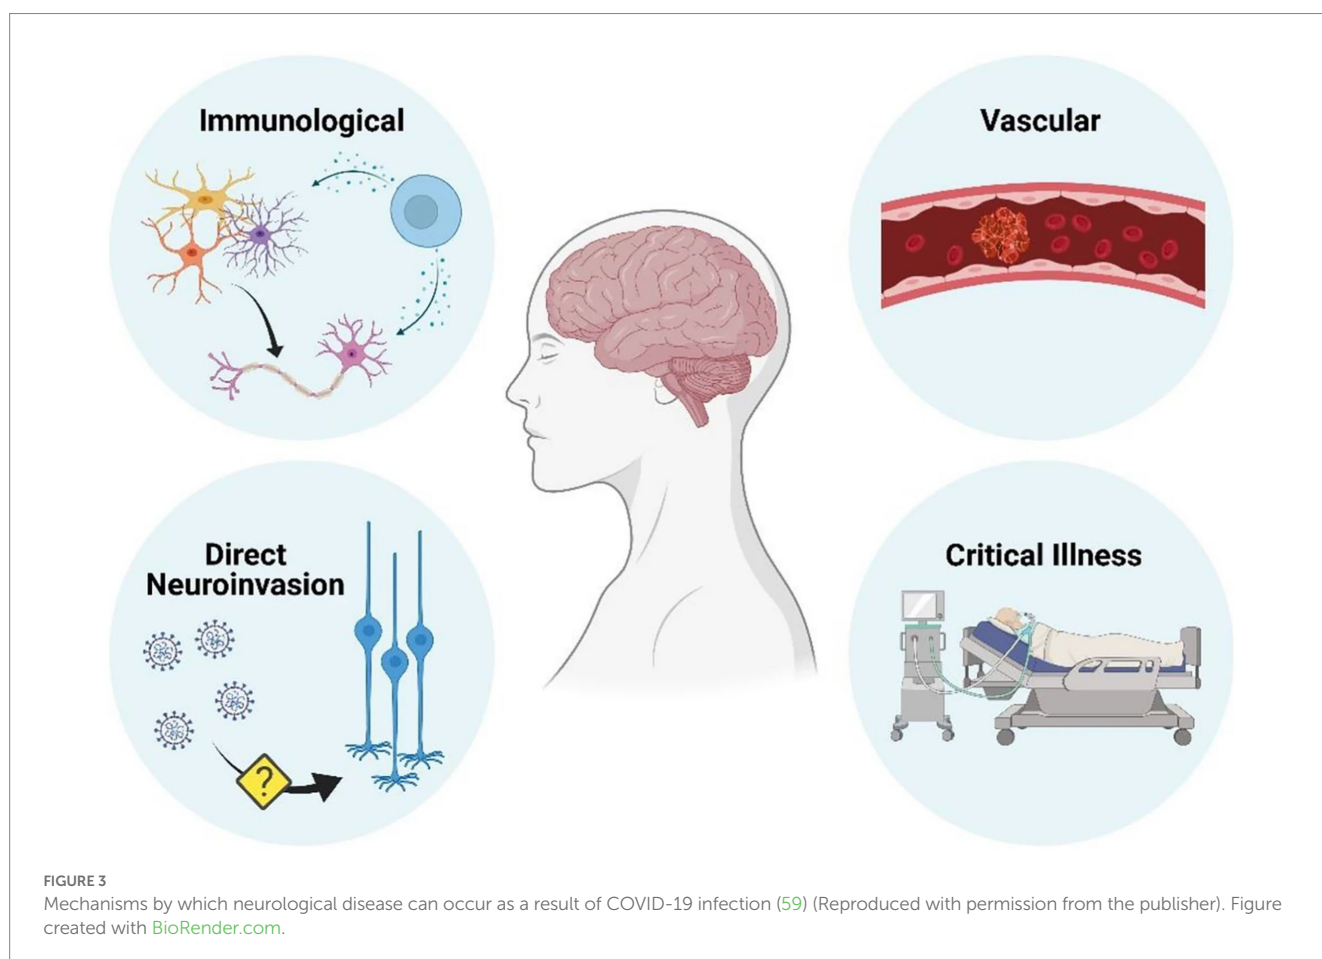 Immunological
Vascular
Direct
Neuroinvasion
?
Critical Illness
FIGURE 3
Mechanisms by which neurological disease can occur as a result of COVID-19 infection (59) (Reproduced with permission from the publisher). Figure
created with BioRender.com.